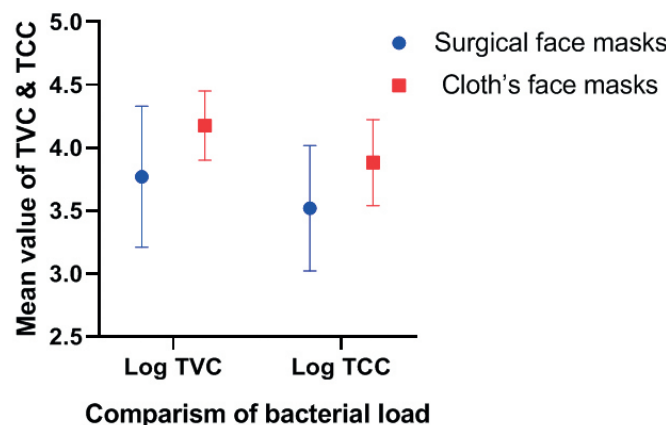 Mean value of TVC & TCC
5.0
4.5
4.0
3.5
3.0
2.5
Log TVC
Log TCC
Comparism of bacterial load
Surgical face masks
Cloth's face masks